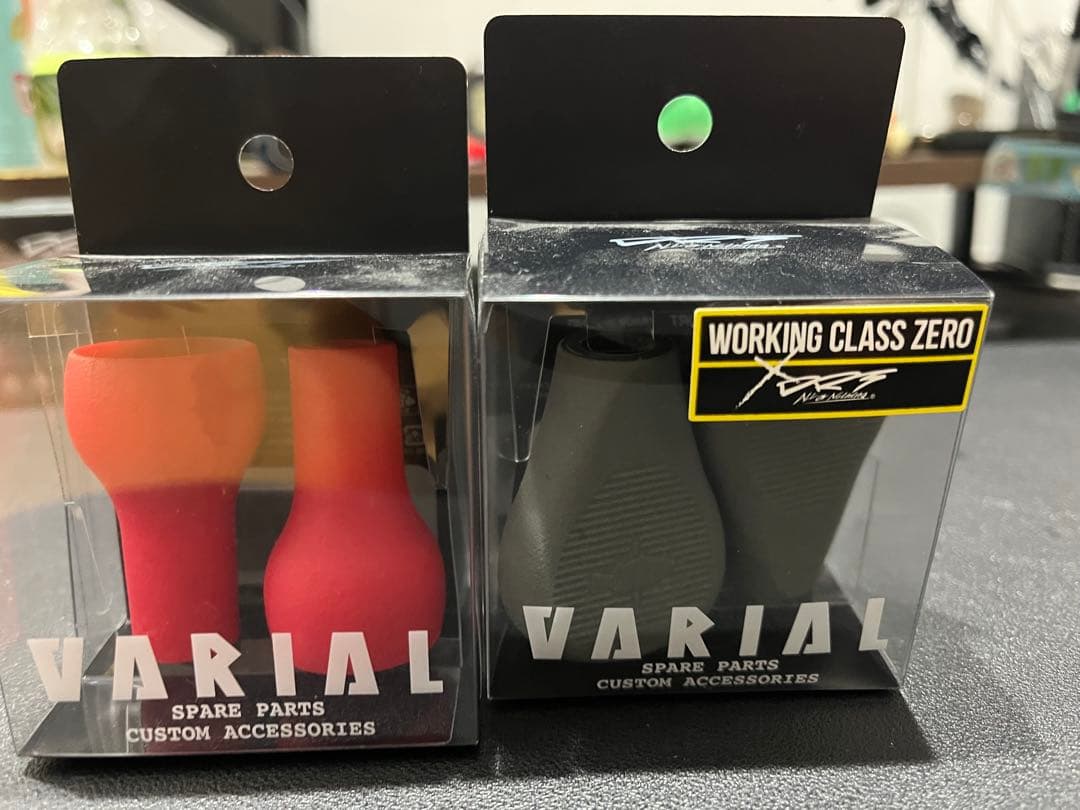 VARIAL
SPARE PARTS
CUSTOM ACCESSORIES
WORKING CLASS ZERO
VARIAL
SPARE PARTS
CUSTOM ACCESSORIES